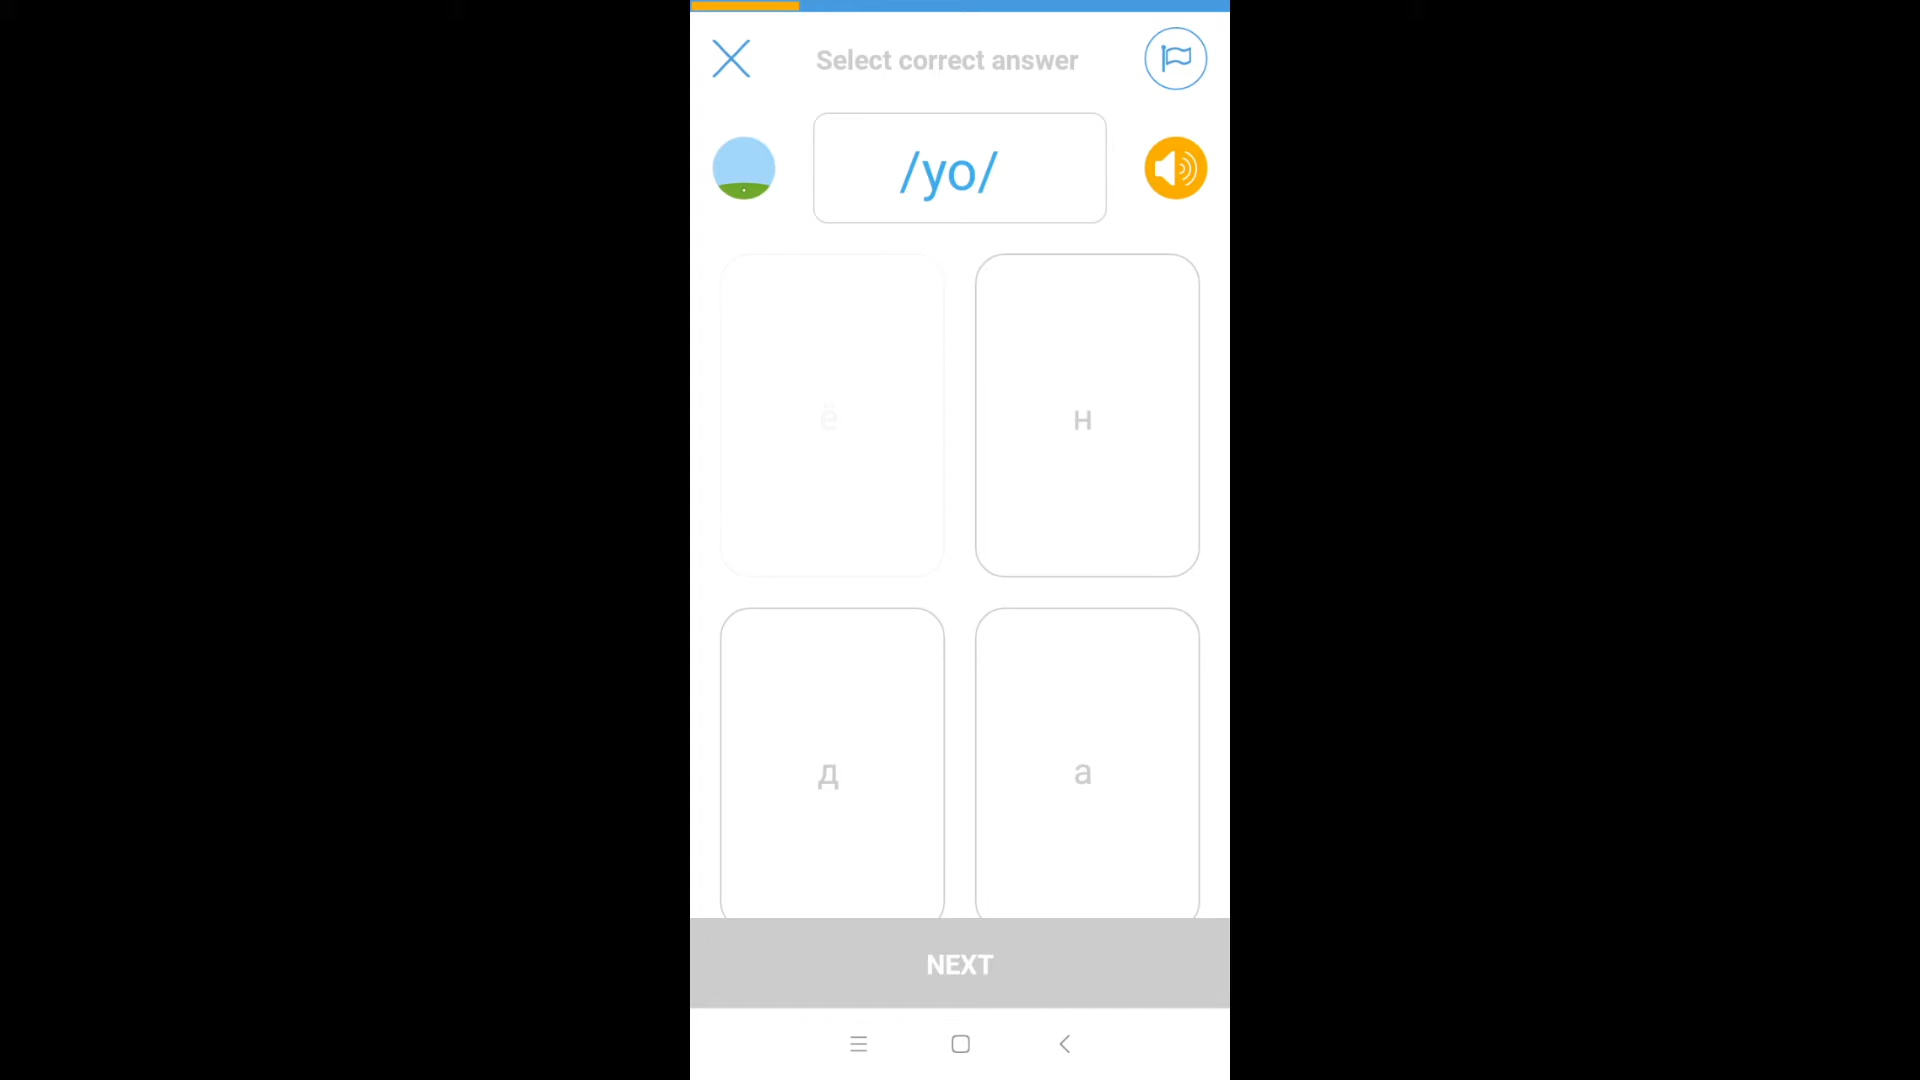 Select correct answer
/yo/
ё
н
д
а
NEXT